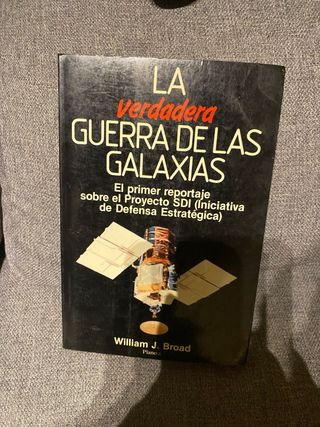 LA
verdadera
GUERRA DE LAS
GALAXIAS
El primer reportaje
sobre el Proyecto SDI (Iniciativa
de Defensa Estratégica)
William J. Broad